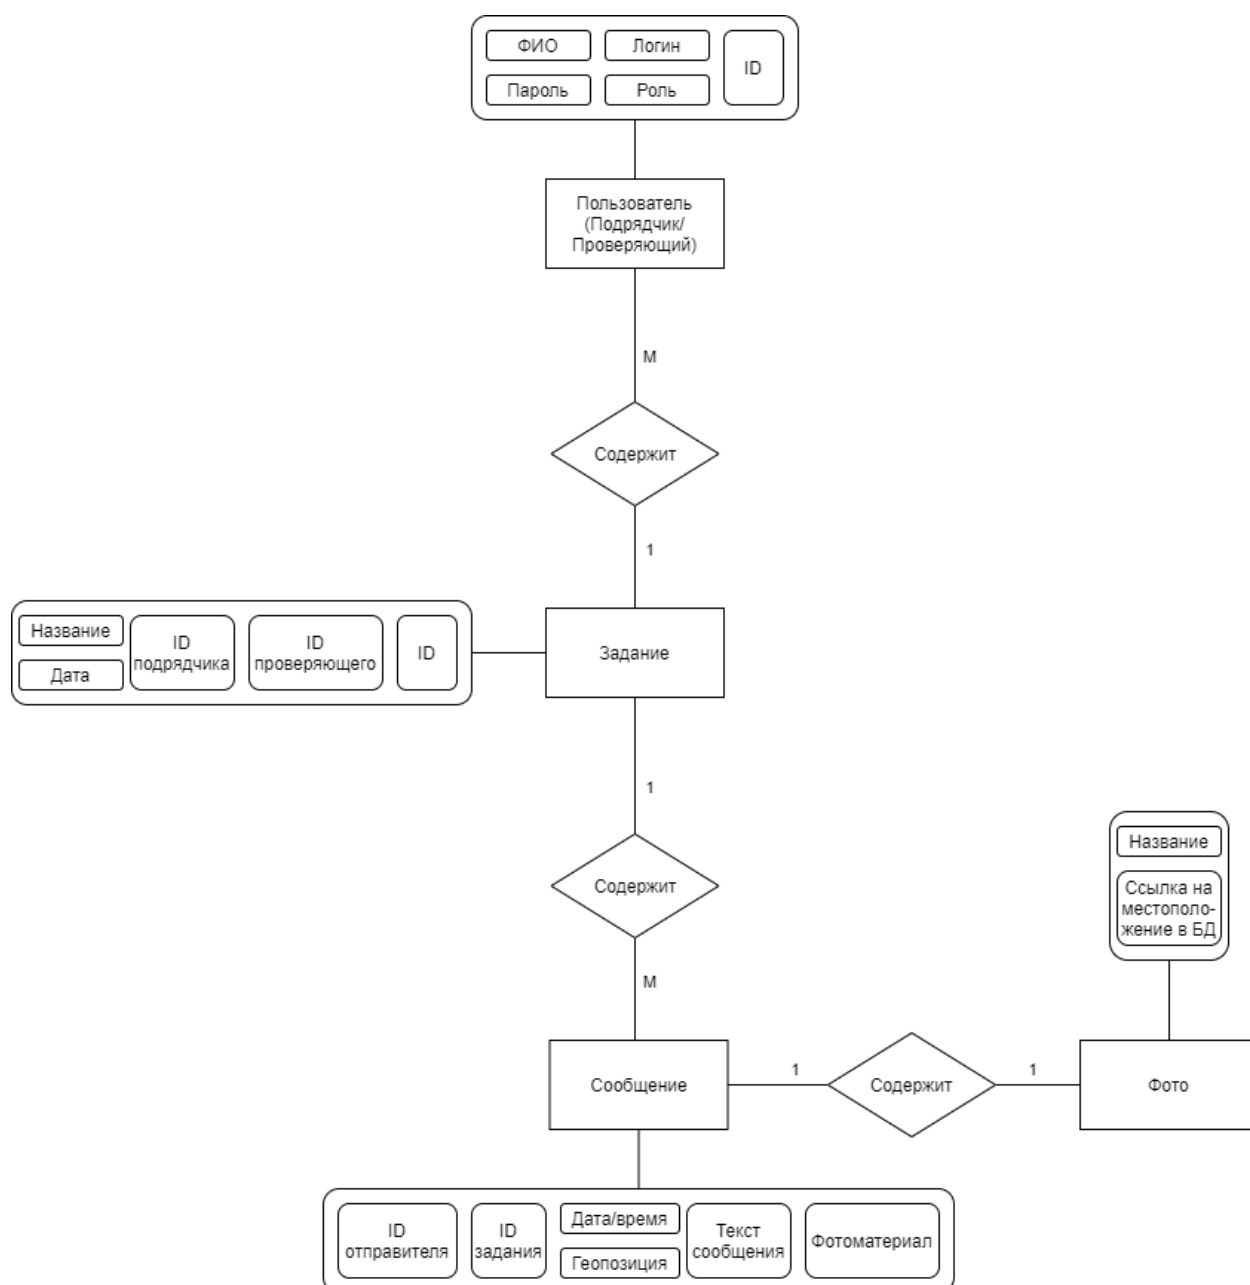 ФИО
Логин
ID
Пароль
Роль
Пользователь
(Подрядчик/
Проверяющий)
М
Содержит
1
Название
Дата
ID
подрядчика
ID
проверяющего
ID
Задание
1
Содержит
М
Название
Ссылка на
местополо-
жение в БД
Сообщение
1
Содержит
1
Фото
ID
отправителя
ID
задания
Дата/время
Геопозиция
Текст
сообщения
Фотоматериал